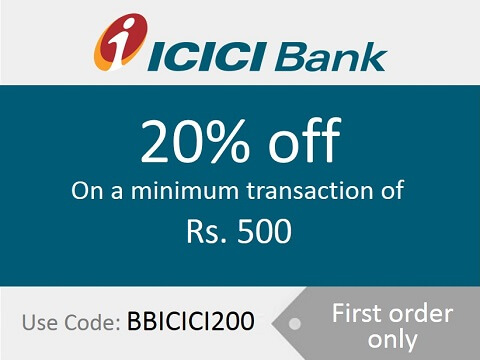 ICICI Bank
20% off
On a minimum transaction of
Rs. 500
Use Code: BBICICI200
First order
only